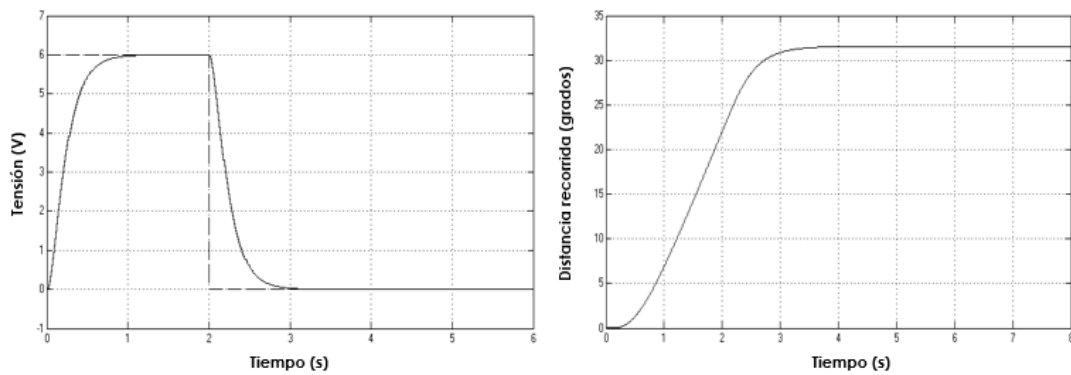 7
6
5
4
3
2
1
0
-1
Tensión (V)
0 1 2 3 4 5 6
Tiempo (s)
35
30
25
20
15
10
5
0
Distancia recorrida (grados)
0 1 2 3 4 5 6 7 8
Tiempo (s)